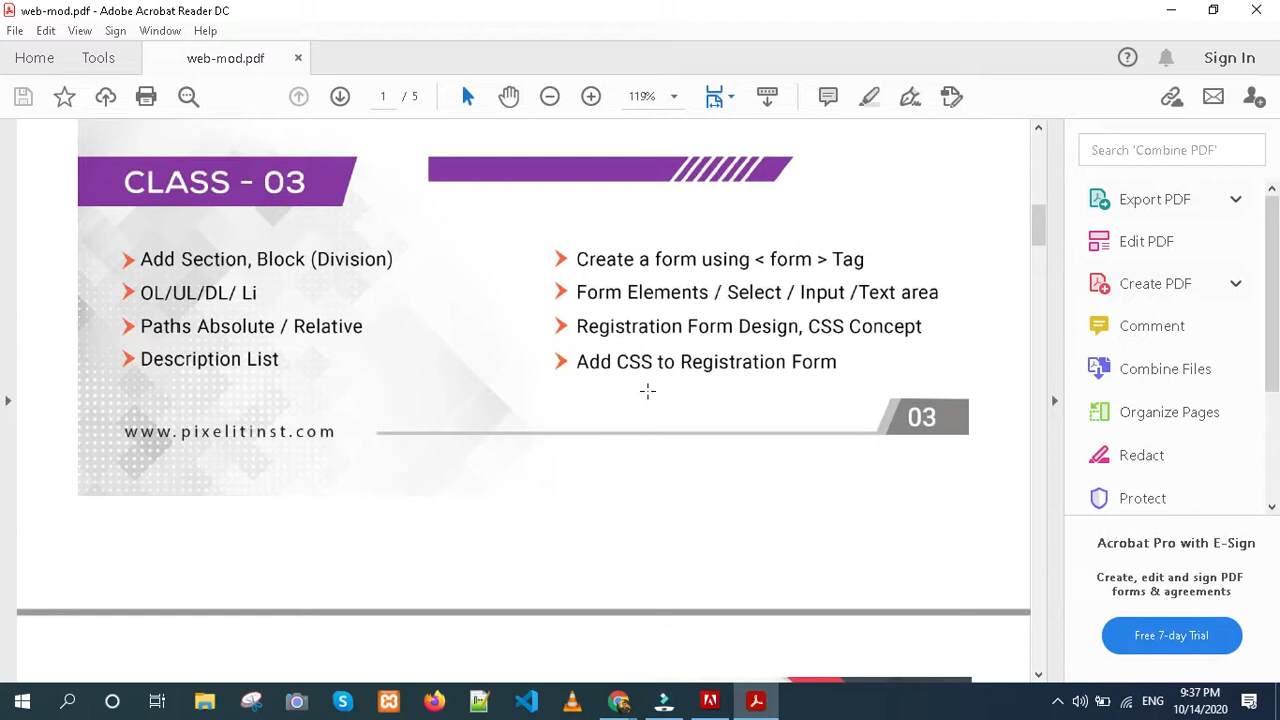 web-mod.pdf - Adobe Acrobat Reader DC
File Edit View Sign Window Help
Home Tools web-mod.pdf × Sign In
1 / 5 119%
CLASS - 03
Add Section, Block (Division)
OL/UL/DL/ Li
Paths Absolute / Relative
Description List
Create a form using < form > Tag
Form Elements / Select / Input /Text area
Registration Form Design, CSS Concept
Add CSS to Registration Form
www.pixelitinst.com
03
Search 'Combine PDF'
Export PDF
Edit PDF
Create PDF
Comment
Combine Files
Organize Pages
Redact
Protect
Acrobat Pro with E-Sign
Create, edit and sign PDF
forms & agreements
Free 7-day Trial
ENG
9:37 PM
10/14/2020